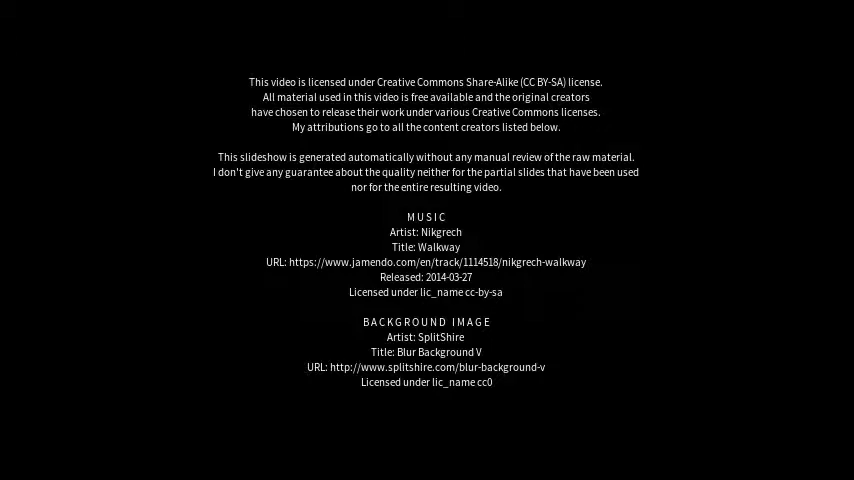 This video is licensed under Creative Commons Share-Alike (CC BY-SA) license.
All material used in this video is free available and the original creators
have chosen to release their work under various Creative Commons licenses.
My attributions go to all the content creators listed below.
This slideshow is generated automatically without any manual review of the raw material.
I don't give any guarantee about the quality neither for the partial slides that have been used
nor for the entire resulting video.
MUSIC
Artist: Nikgrech
Title: Walkway
URL: https://www.jamendo.com/en/track/1114518/nikgrech-walkway
Released: 2014-03-27
Licensed under lic_name cc-by-sa
BACKGROUND IMAGE
Artist: SplitShire
Title: Blur Background V
URL: http://www.splitshire.com/blur-background-v
Licensed under lic_name cc0